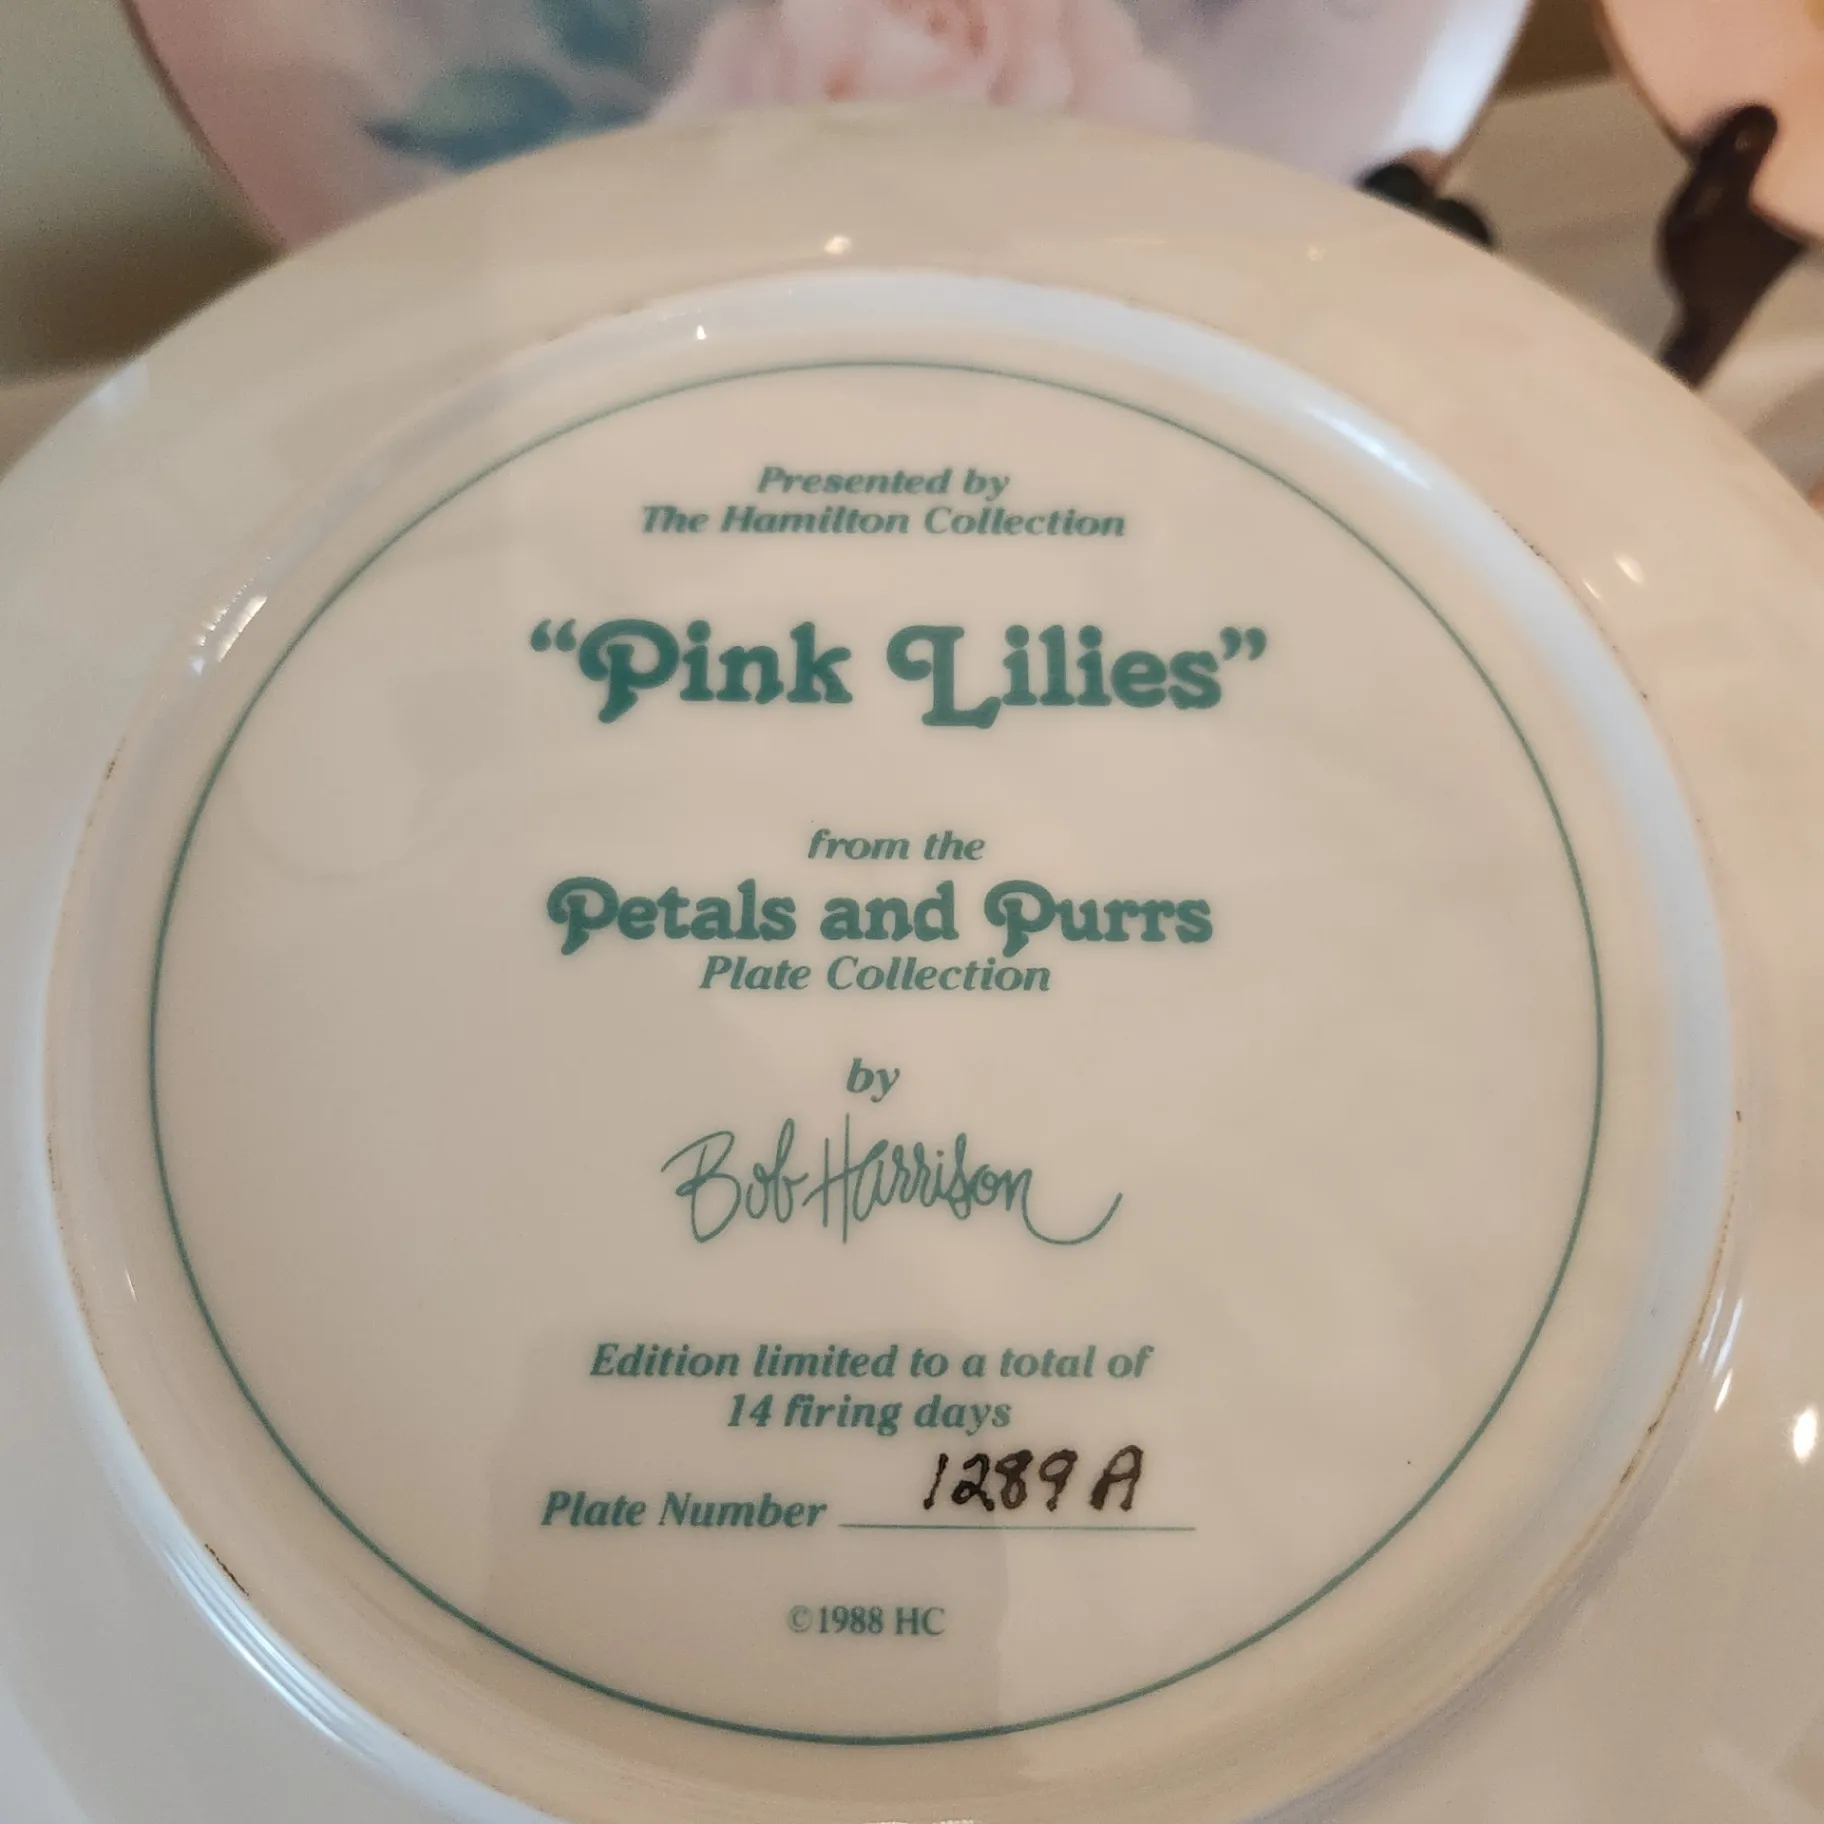 Presented by
The Hamilton Collection
“Pink Lilies”
from the
Petals and Purrs
Plate Collection
by
Bob Harrison
Edition limited to a total of
14 firing days
Plate Number 1289 A
©1988 HC